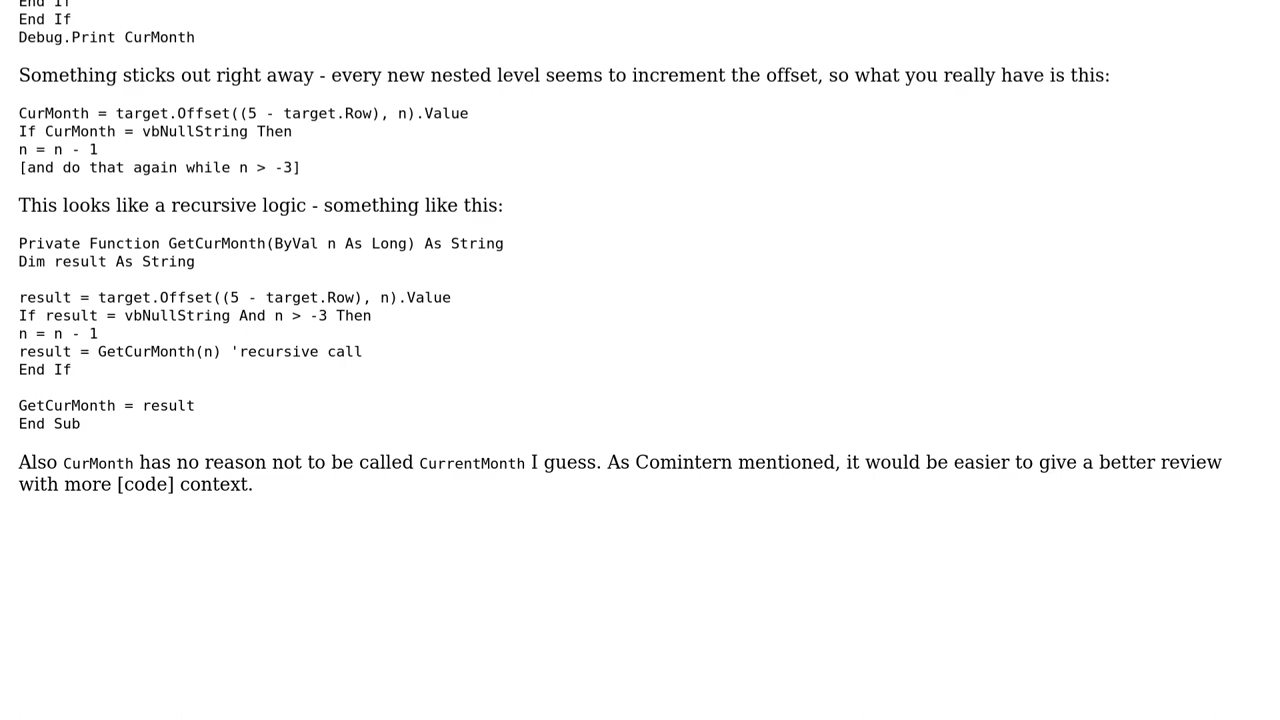 End If
End If
Debug.Print CurMonth
Something sticks out right away - every new nested level seems to increment the offset, so what you really have is this:
CurMonth = target.Offset((5 - target.Row), n).Value
If CurMonth = vbNullString Then
n = n - 1
[and do that again while n > -3]
This looks like a recursive logic - something like this:
Private Function GetCurMonth(ByVal n As Long) As String
Dim result As String
result = target.Offset((5 - target.Row), n).Value
If result = vbNullString And n > -3 Then
n = n - 1
result = GetCurMonth(n) 'recursive call
End If
GetCurMonth = result
End Sub
Also CurMonth has no reason not to be called CurrentMonth I guess. As Comintern mentioned, it would be easier to give a better review
with more [code] context.